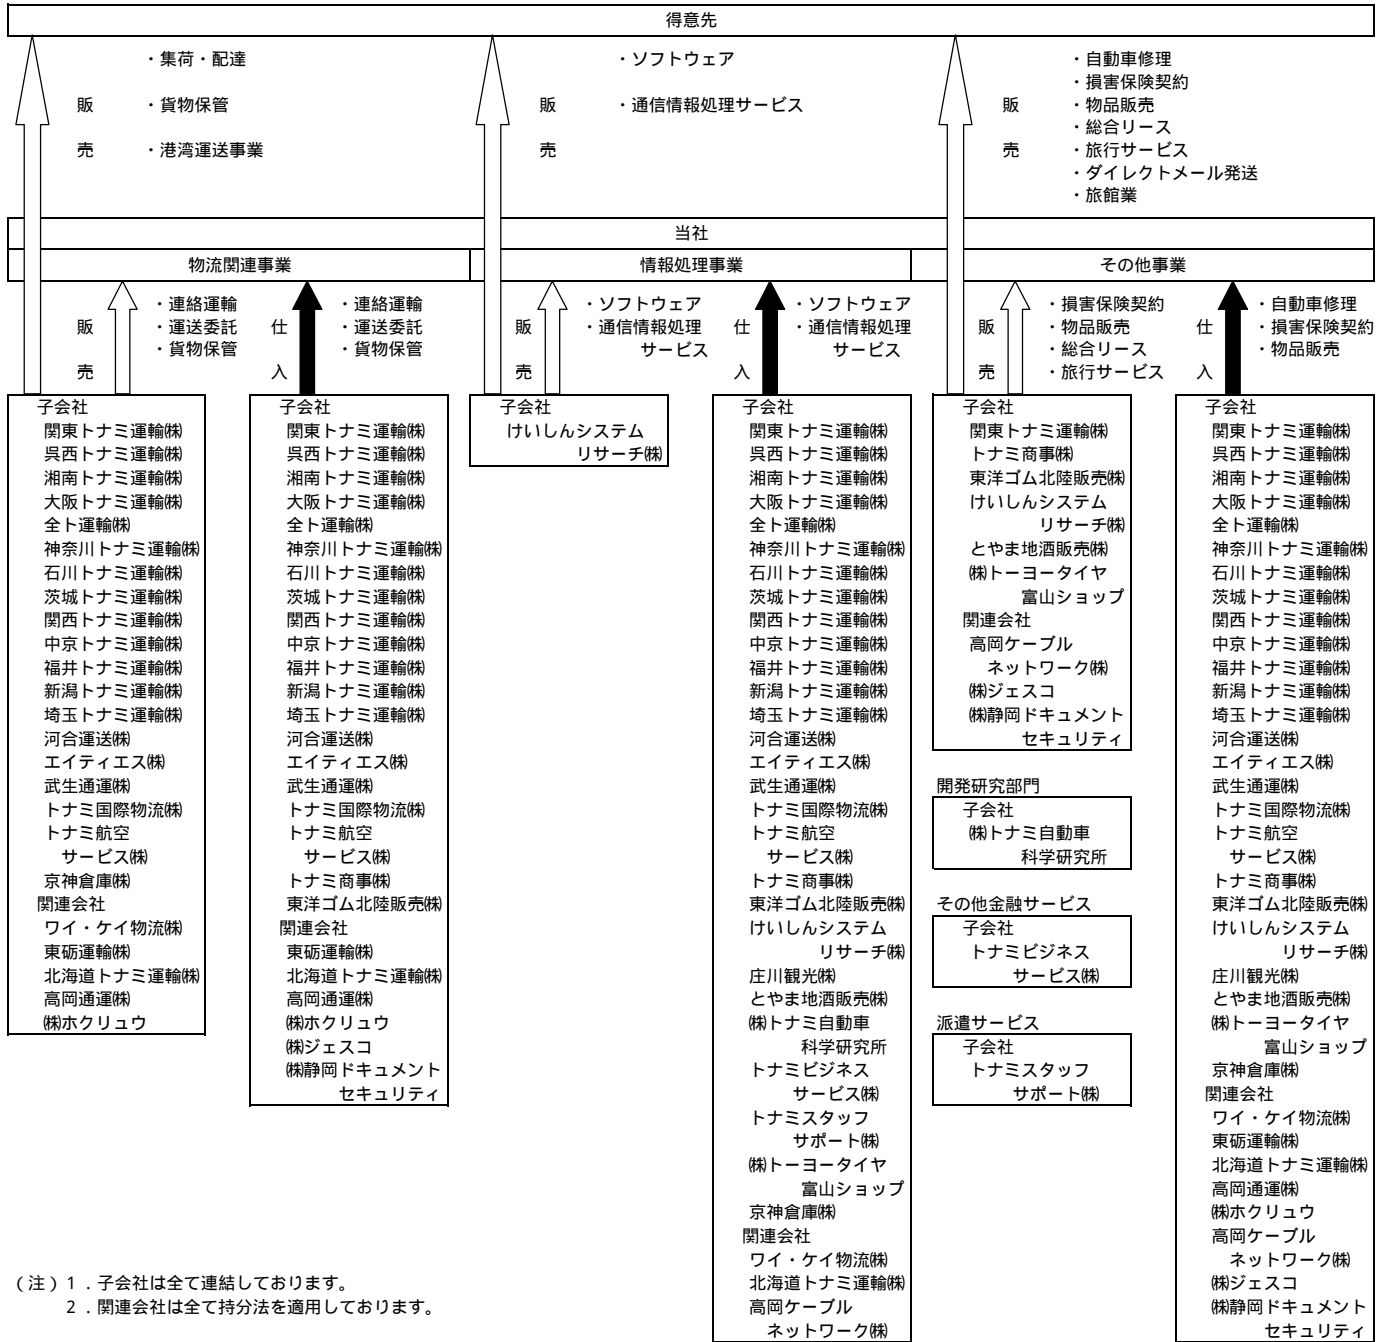 得意先
・集荷・配達
販 ・貨物保管
売 ・港湾運送事業
・ソフトウェア
販 ・通信情報処理サービス
売
・自動車修理
・損害保険契約
販 ・物品販売
・総合リース
売 ・旅行サービス
・ダイレクトメール発送
・旅館業
当社
物流関連事業
情報処理事業
その他事業
・連絡運輸
販 ・運送委託
・貨物保管
売
・連絡運輸
仕 ・運送委託
・貨物保管
入
・ソフトウェア
販 ・通信情報処理
サービス
売
・ソフトウェア
仕 ・通信情報処理
サービス
入
・損害保険契約
販 ・物品販売
・総合リース
売 ・旅行サービス
・自動車修理
仕 ・損害保険契約
・物品販売
入
子会社
関東トナミ運輸㈱
呉西トナミ運輸㈱
湘南トナミ運輸㈱
大阪トナミ運輸㈱
全ト運輸㈱
神奈川トナミ運輸㈱
石川トナミ運輸㈱
茨城トナミ運輸㈱
関西トナミ運輸㈱
中京トナミ運輸㈱
福井トナミ運輸㈱
新潟トナミ運輸㈱
埼玉トナミ運輸㈱
河合運送㈱
エイティエス㈱
武生通運㈱
トナミ国際物流㈱
トナミ航空
サービス㈱
京神倉庫㈱
関連会社
ワイ・ケイ物流㈱
東砺運輸㈱
北海道トナミ運輸㈱
高岡通運㈱
㈱ホクリュウ
子会社
関東トナミ運輸㈱
呉西トナミ運輸㈱
湘南トナミ運輸㈱
大阪トナミ運輸㈱
全ト運輸㈱
神奈川トナミ運輸㈱
石川トナミ運輸㈱
茨城トナミ運輸㈱
関西トナミ運輸㈱
中京トナミ運輸㈱
福井トナミ運輸㈱
新潟トナミ運輸㈱
埼玉トナミ運輸㈱
河合運送㈱
エイティエス㈱
武生通運㈱
トナミ国際物流㈱
トナミ航空
サービス㈱
トナミ商事㈱
東洋ゴム北陸販売㈱
関連会社
東砺運輸㈱
北海道トナミ運輸㈱
高岡通運㈱
㈱ホクリュウ
㈱ジェスコ
㈱静岡ドキュメント
セキュリティ
子会社
けいしんシステム
リサーチ㈱
子会社
関東トナミ運輸㈱
呉西トナミ運輸㈱
湘南トナミ運輸㈱
大阪トナミ運輸㈱
全ト運輸㈱
神奈川トナミ運輸㈱
石川トナミ運輸㈱
茨城トナミ運輸㈱
関西トナミ運輸㈱
中京トナミ運輸㈱
福井トナミ運輸㈱
新潟トナミ運輸㈱
埼玉トナミ運輸㈱
河合運送㈱
エイティエス㈱
武生通運㈱
トナミ国際物流㈱
トナミ航空
サービス㈱
トナミ商事㈱
東洋ゴム北陸販売㈱
けいしんシステム
リサーチ㈱
庄川観光㈱
とやま地酒販売㈱
㈱トナミ自動車
科学研究所
トナミビジネス
サービス㈱
トナミスタッフ
サポート㈱
㈱トーヨータイヤ
富山ショップ
京神倉庫㈱
関連会社
ワイ・ケイ物流㈱
北海道トナミ運輸㈱
高岡ケーブル
ネットワーク㈱
子会社
関東トナミ運輸㈱
トナミ商事㈱
東洋ゴム北陸販売㈱
けいしんシステム
リサーチ㈱
とやま地酒販売㈱
㈱トーヨータイヤ
富山ショップ
関連会社
高岡ケーブル
ネットワーク㈱
㈱ジェスコ
㈱静岡ドキュメント
セキュリティ
開発研究部門
子会社
㈱トナミ自動車
科学研究所
その他金融サービス
子会社
トナミビジネス
サービス㈱
派遣サービス
子会社
トナミスタッフ
サポート㈱
子会社
関東トナミ運輸㈱
呉西トナミ運輸㈱
湘南トナミ運輸㈱
大阪トナミ運輸㈱
全ト運輸㈱
神奈川トナミ運輸㈱
石川トナミ運輸㈱
茨城トナミ運輸㈱
関西トナミ運輸㈱
中京トナミ運輸㈱
福井トナミ運輸㈱
新潟トナミ運輸㈱
埼玉トナミ運輸㈱
河合運送㈱
エイティエス㈱
武生通運㈱
トナミ国際物流㈱
トナミ航空
サービス㈱
トナミ商事㈱
東洋ゴム北陸販売㈱
けいしんシステム
リサーチ㈱
庄川観光㈱
とやま地酒販売㈱
㈱トーヨータイヤ
富山ショップ
京神倉庫㈱
関連会社
ワイ・ケイ物流㈱
東砺運輸㈱
北海道トナミ運輸㈱
高岡通運㈱
㈱ホクリュウ
高岡ケーブル
ネットワーク㈱
㈱ジェスコ
㈱静岡ドキュメント
セキュリティ
（注）１．子会社は全て連結しております。
２．関連会社は全て持分法を適用しております。